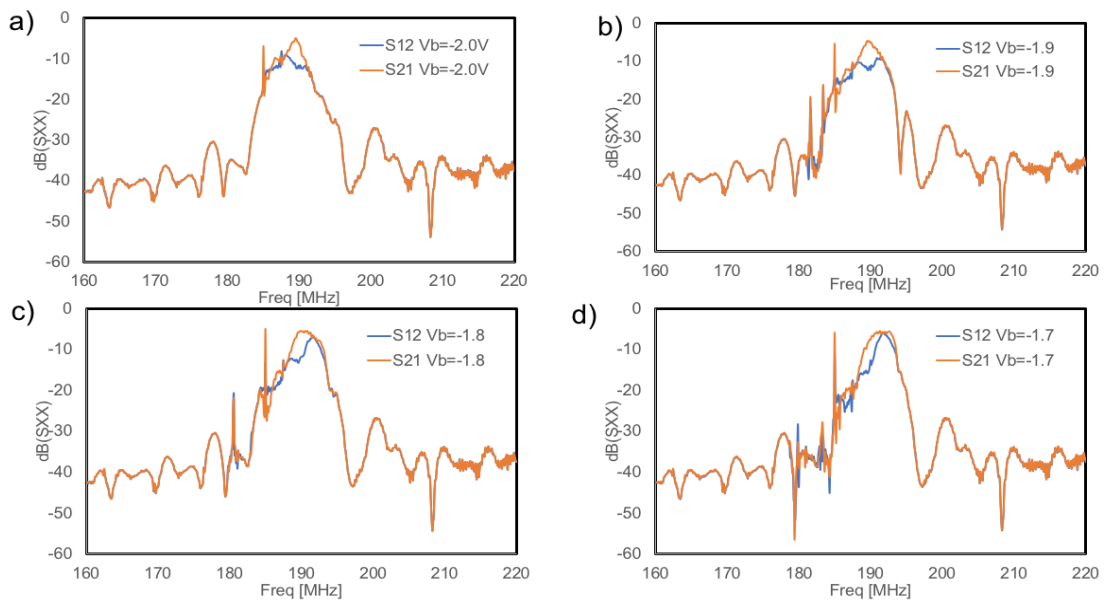 a)
0
-10
-20
-30
-40
-50
-60
dB(SXX)
S12 Vb=-2.0V
S21 Vb=-2.0V
160 170 180 190 200 210 220
Freq [MHz]
b)
0
-10
-20
-30
-40
-50
-60
dB(SXX)
S12 Vb=-1.9
S21 Vb=-1.9
160 170 180 190 200 210 220
Freq [MHz]
c)
0
-10
-20
-30
-40
-50
-60
dB(SXX)
S12 Vb=-1.8
S21 Vb=-1.8
160 170 180 190 200 210 220
Freq [MHz]
d)
0
-10
-20
-30
-40
-50
-60
dB(SXX)
S12 Vb=-1.7
S21 Vb=-1.7
160 170 180 190 200 210 220
Freq [MHz]